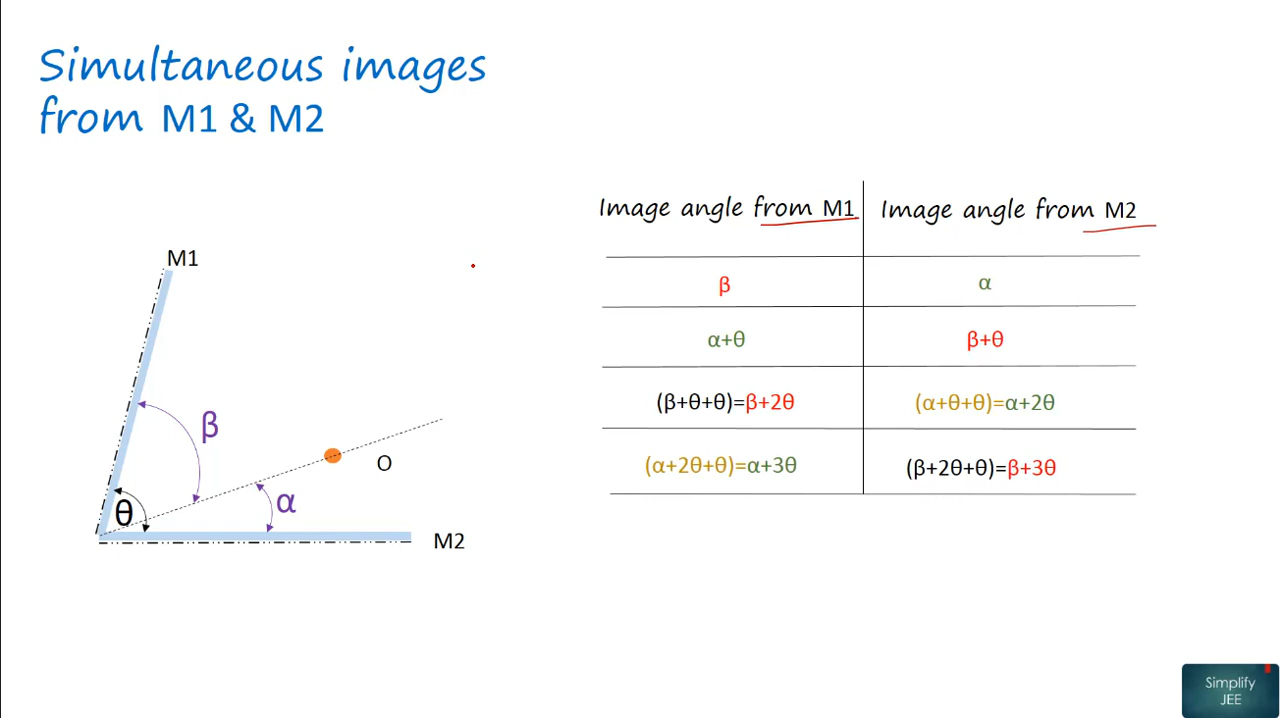 Simultaneous images
from M1 & M2
M1
β
O
θ
α
M2
Image angle from M1 Image angle from M2
β α
α+θ β+θ
(β+θ+θ)=β+2θ (α+θ+θ)=α+2θ
(α+2θ+θ)=α+3θ (β+2θ+θ)=β+3θ
Simplify
JEE